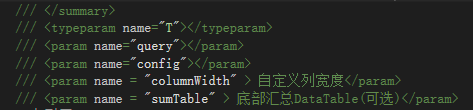 /// </summary>
/// <typeparam name="T"></typeparam>
/// <param name="query"></param>
/// <param name="config"></param>
/// <param name = "columnWidth" > 自定义列宽度</param>
/// <param name = "sumTable" > 底部汇总DataTable(可选)</param>